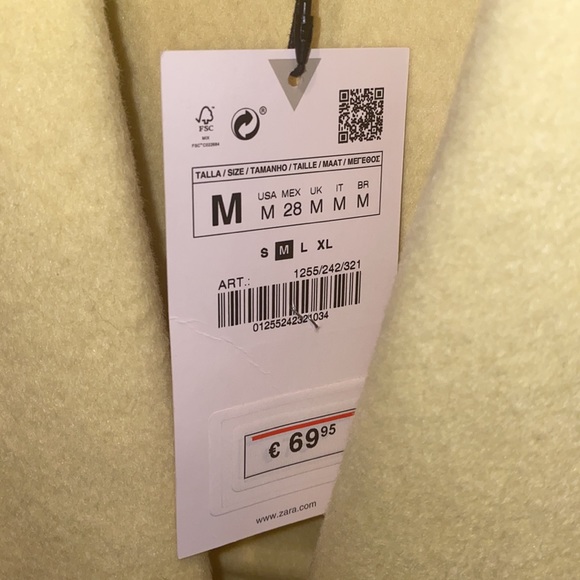 FSC
MIX
®
TALLA / SIZE / TAMANHO / TAILLE / MAAT / ΜΕΓΕΘΟΣ
M
USA MEX UK IT BR
M 28 M M M
S M L XL
ART.: 1255/242/321
01255242321034
€ 69 95
www.zara.com